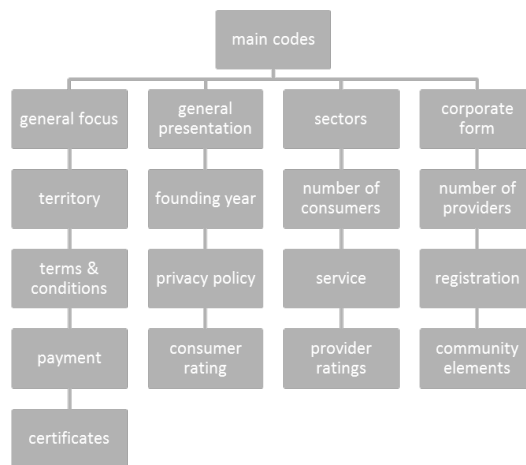 main codes
general focus
general
presentation
sectors
corporate
form
territory
founding year
number of
consumers
number of
providers
terms &
conditions
privacy policy
service
registration
payment
consumer
rating
provider
ratings
community
elements
certificates